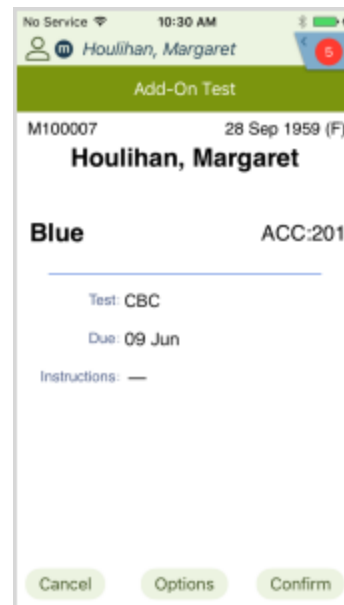 No Service 10:30 AM
m Houlihan, Margaret 5
Add-On Test
M100007 28 Sep 1959 (F)
Houlihan, Margaret
Blue ACC:201
Test: CBC
Due: 09 Jun
Instructions: —
Cancel Options Confirm